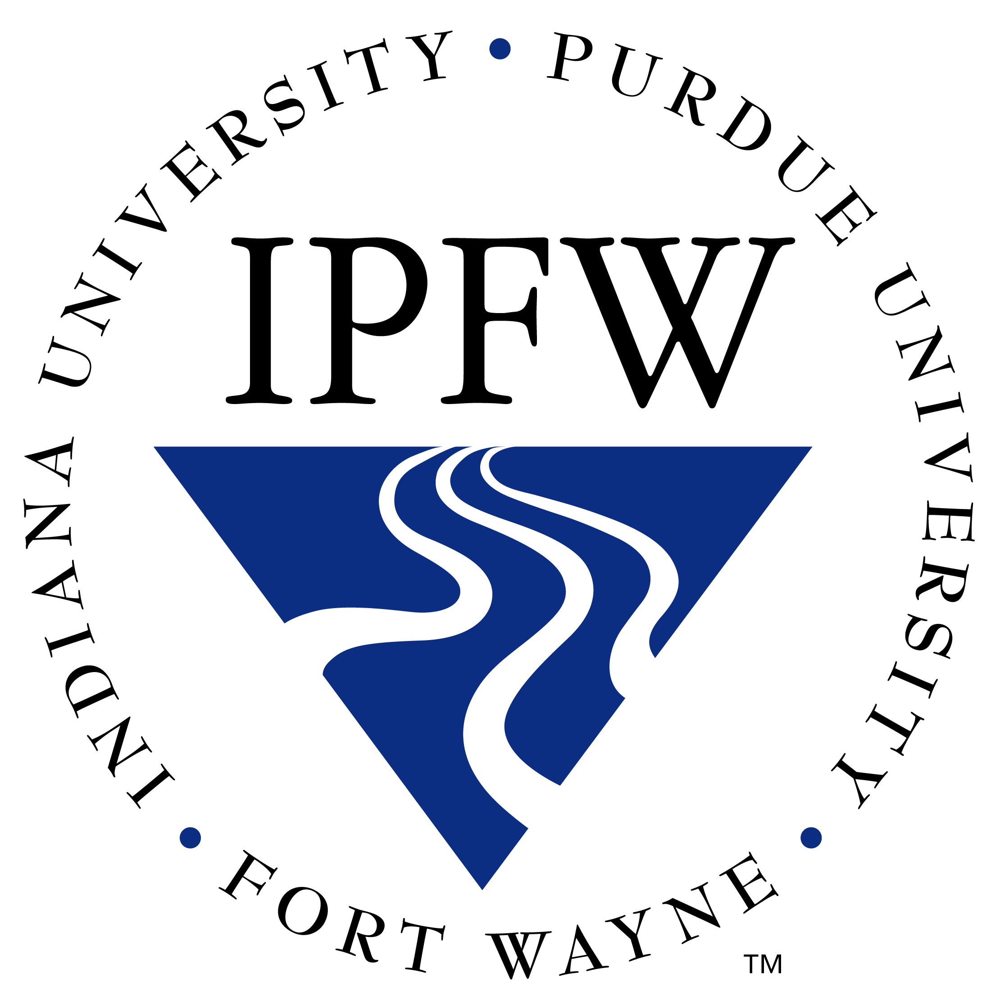 INDIANA UNIVERSITY • PURDUE UNIVERSITY
IPFW
• FORT WAYNE •
TM